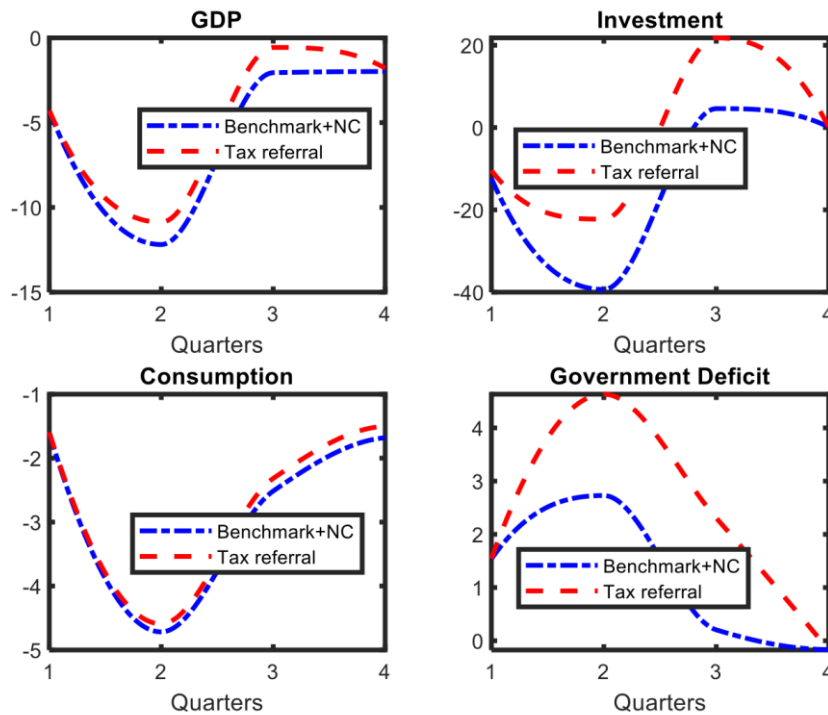 GDP
0
-5
-10
-15
Benchmark+NC
Tax referral
1 2 3 4
Quarters
Investment
20
0
-20
-40
Benchmark+NC
Tax referral
1 2 3 4
Quarters
Consumption
-1
-2
-3
-4
-5
Benchmark+NC
Tax referral
1 2 3 4
Quarters
Government Deficit
4
3
2
1
0
Benchmark+NC
Tax referral
1 2 3 4
Quarters